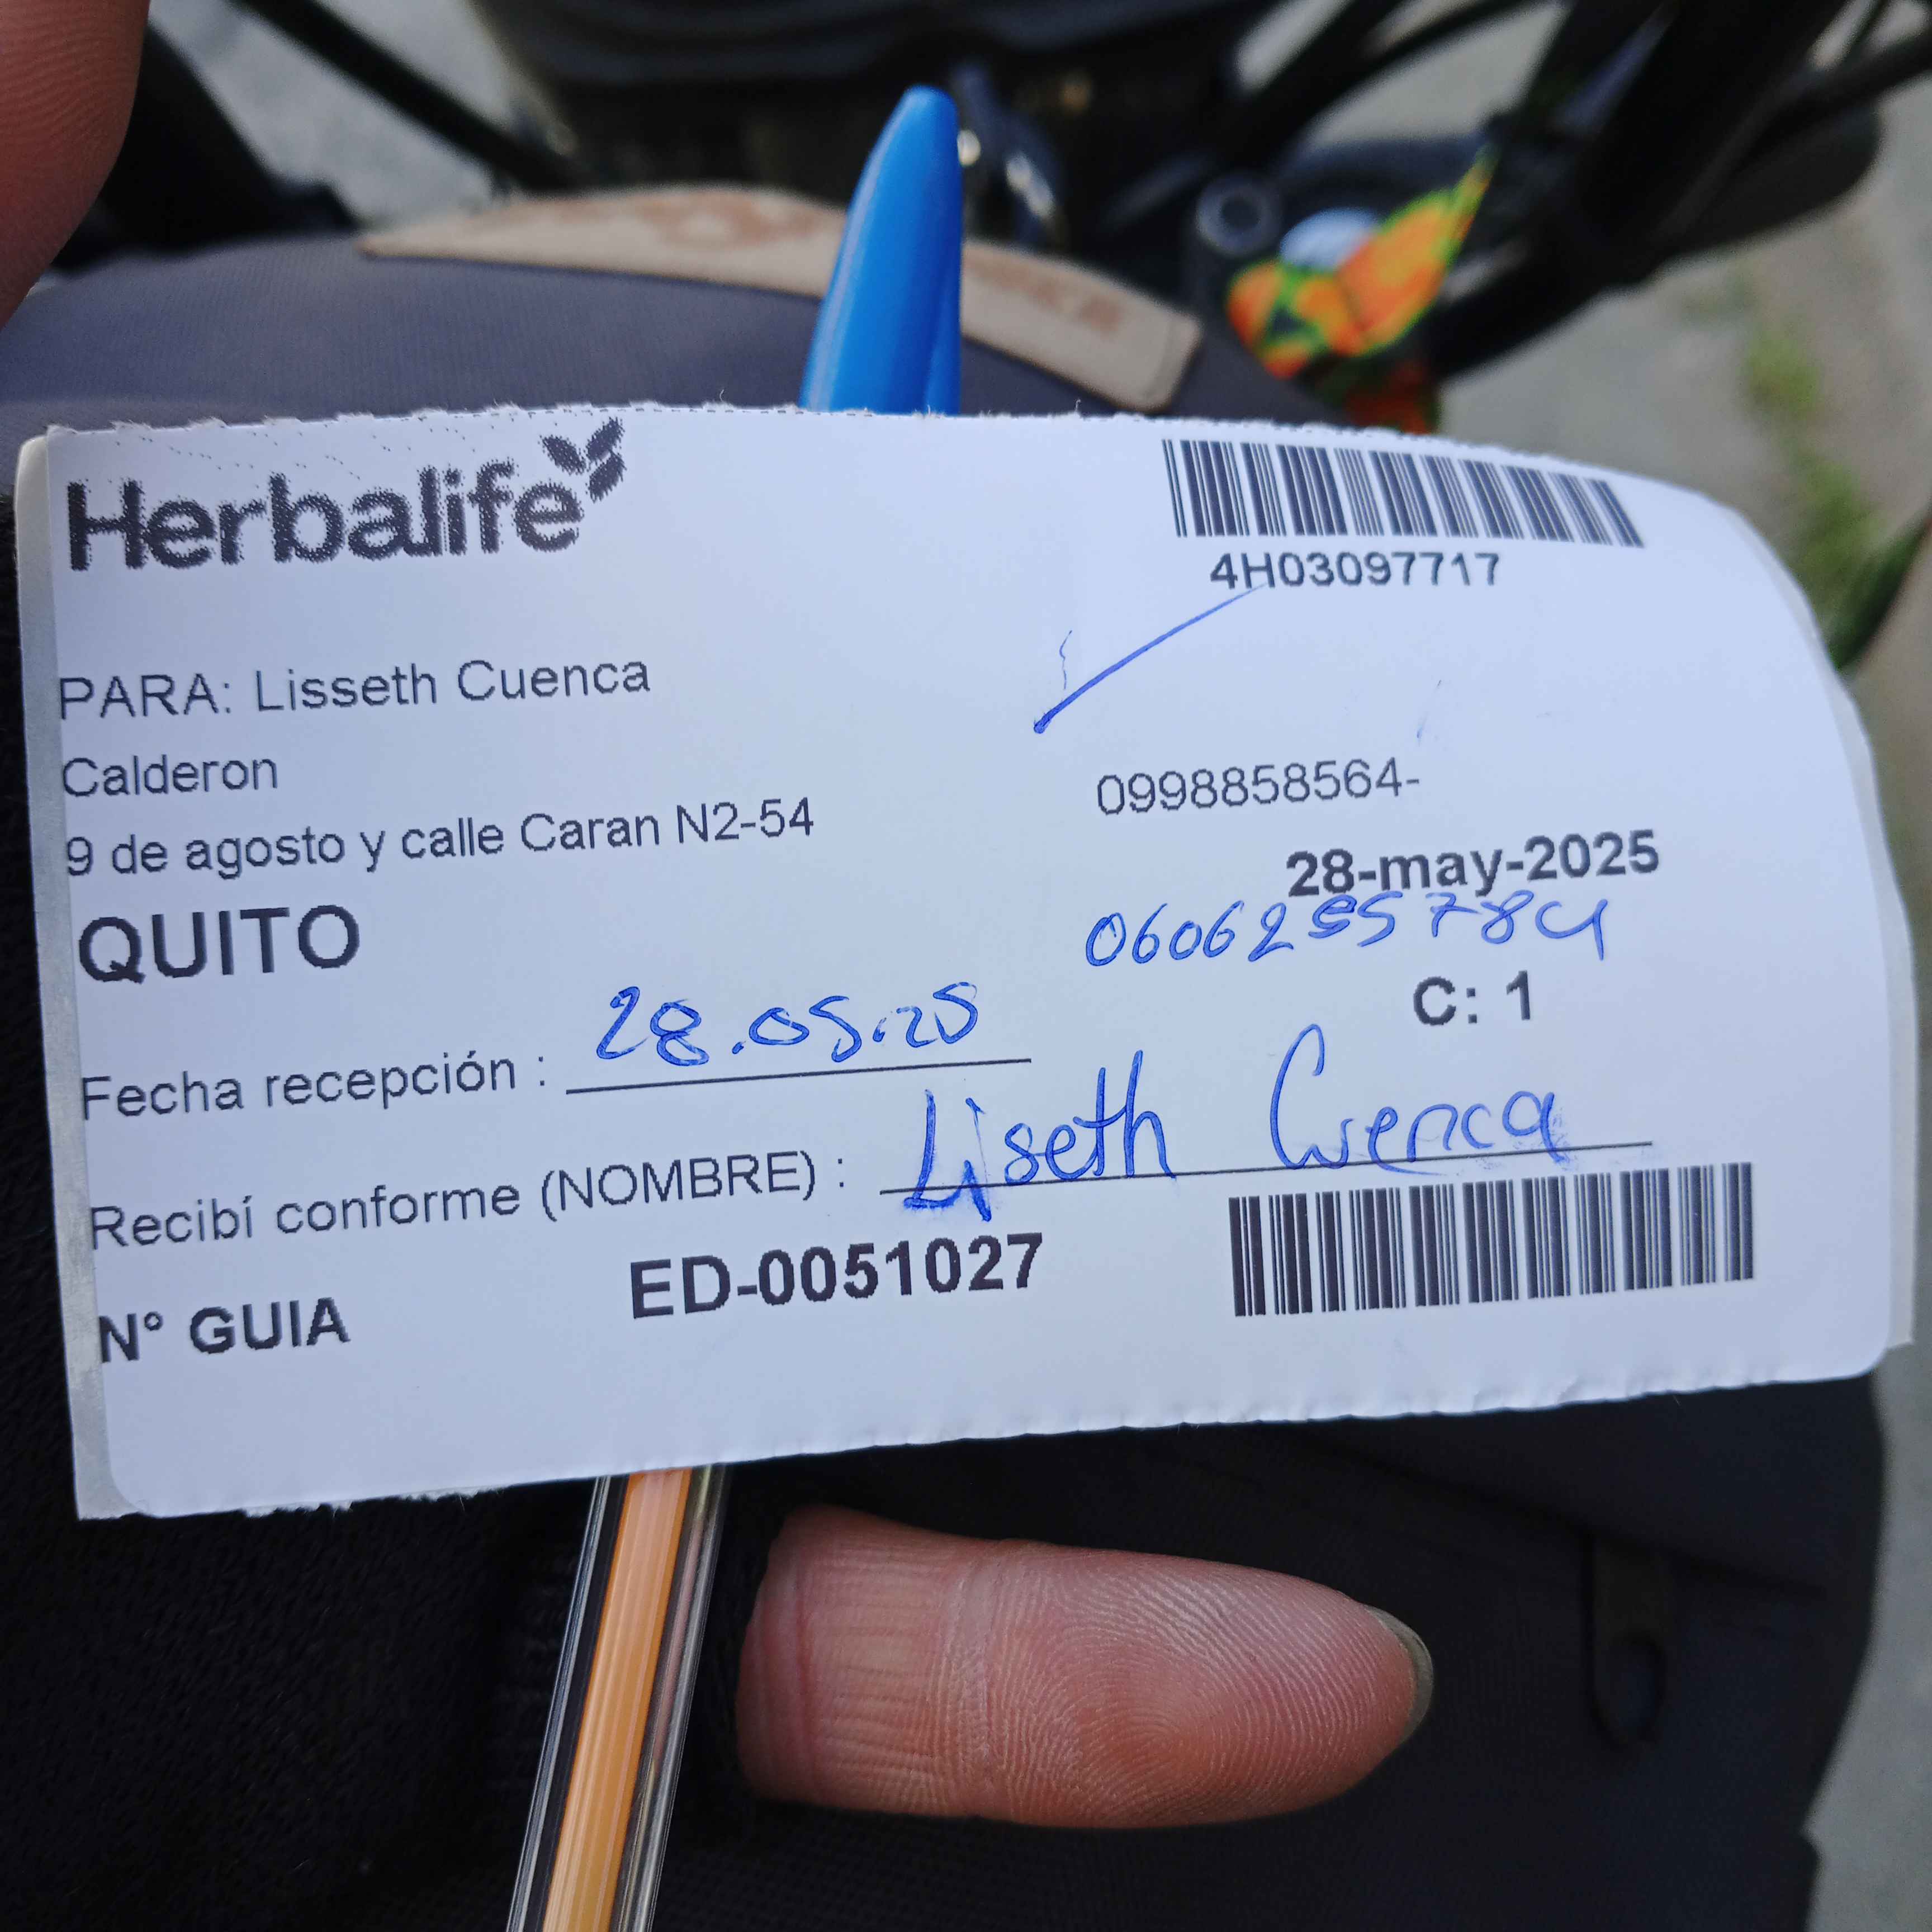 Herbalife
4H03097717
PARA: Lisseth Cuenca
Calderon
0998858564-
9 de agosto y calle Caran N2-54
28-may-2025
QUITO
C: 1
Fecha recepción : 28.05.25
Recibí conforme (NOMBRE) : Liseth Cuenca
N° GUIA ED-0051027